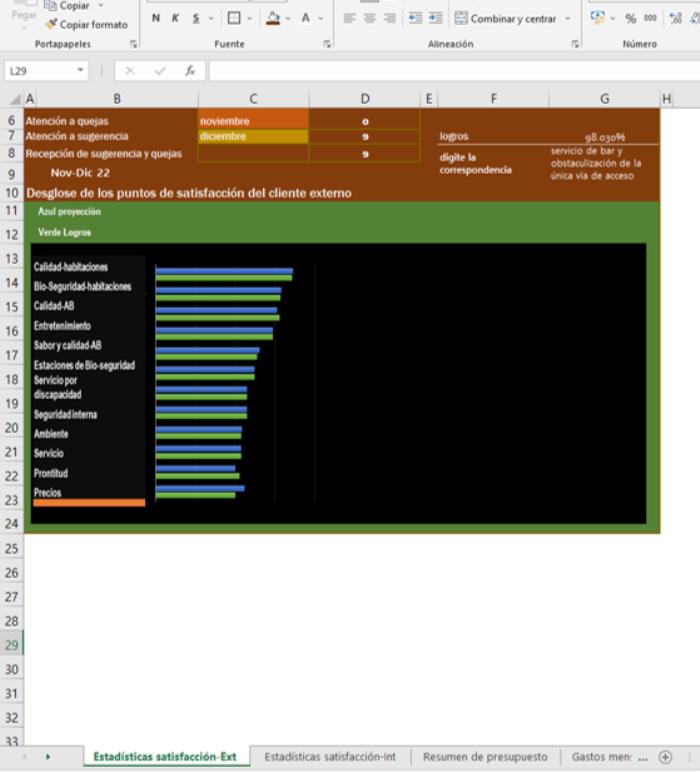 Copiar
Pegar
Copiar formato
N K S A
Combinar y centrar
% 000
Portapapeles Fuente Alineación Número
L29 fx
A B C D E F G H
6 Atención a quejas noviembre 0
7 Atención a sugerencia diciembre 9 logros 98.030%
8 Recepción de sugerencia y quejas 9 digite la correspondencia servicio de bar y
obstaculización de la
única vía de acceso
9 Nov-Dic 22
10 Desglose de los puntos de satisfacción del cliente externo
11 Azul proyección
12 Verde Logros
13 Calidad-habitaciones
14 Bio-Seguridad-habitaciones
15 Calidad-AB
16 Entretenimiento
17 Sabor y calidad-AB
Estaciones de Bio-seguridad
18 Servicio por
19 discapacidad
Seguridad interna
20 Ambiente
21 Servicio
22 Prontitud
23 Precios
24
25
26
27
28
29
30
31
32
33
Estadísticas satisfacción-Ext Estadísticas satisfacción-Int Resumen de presupuesto Gastos men: ...